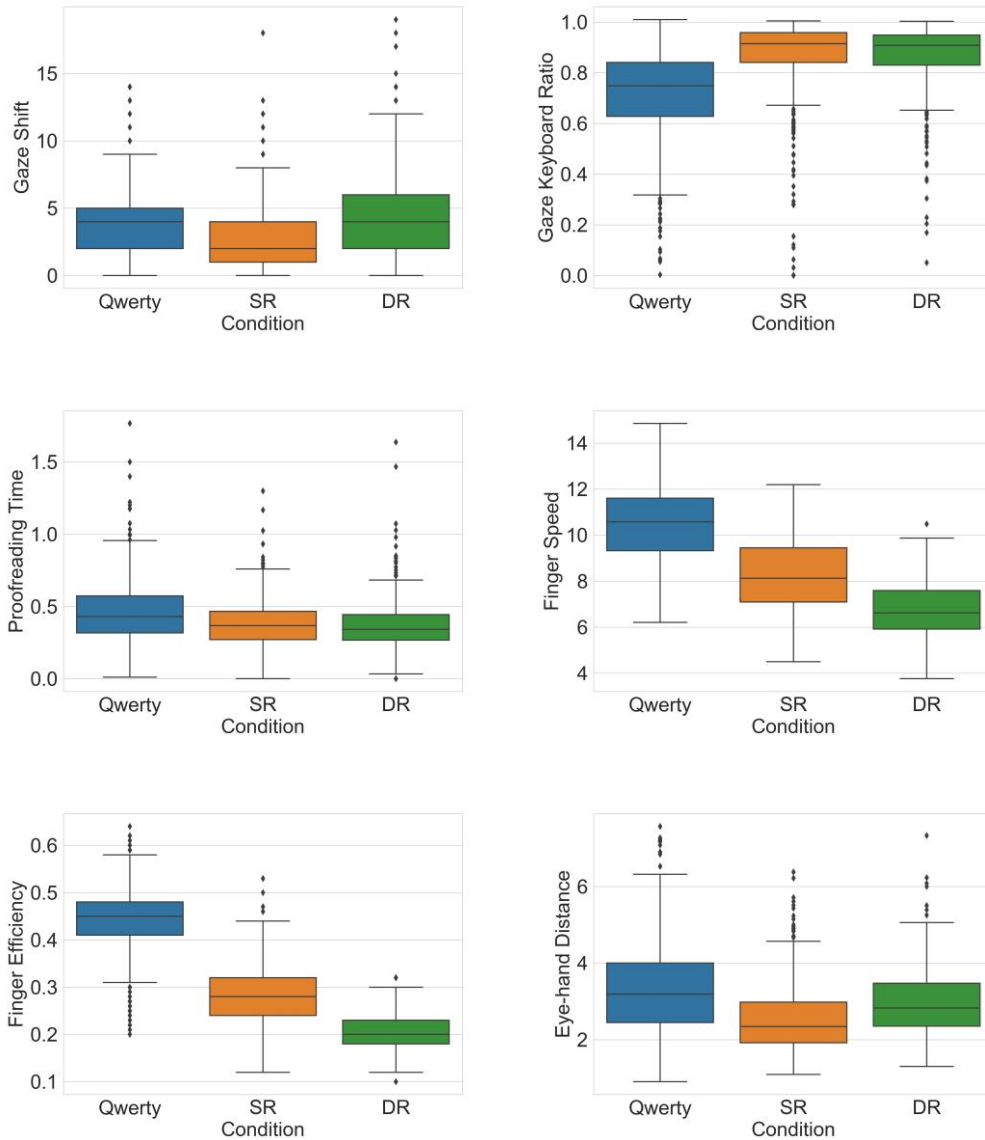 Gaze Shift
15
10
5
0
Qwerty SR DR
Condition
Gaze Keyboard Ratio
1.0
0.8
0.6
0.4
0.2
0.0
Qwerty SR DR
Condition
Proofreading Time
1.5
1.0
0.5
0.0
Qwerty SR DR
Condition
Finger Speed
14
12
10
8
6
4
Qwerty SR DR
Condition
Finger Efficiency
0.6
0.5
0.4
0.3
0.2
0.1
Qwerty SR DR
Condition
Eye-hand Distance
6
4
2
Qwerty SR DR
Condition